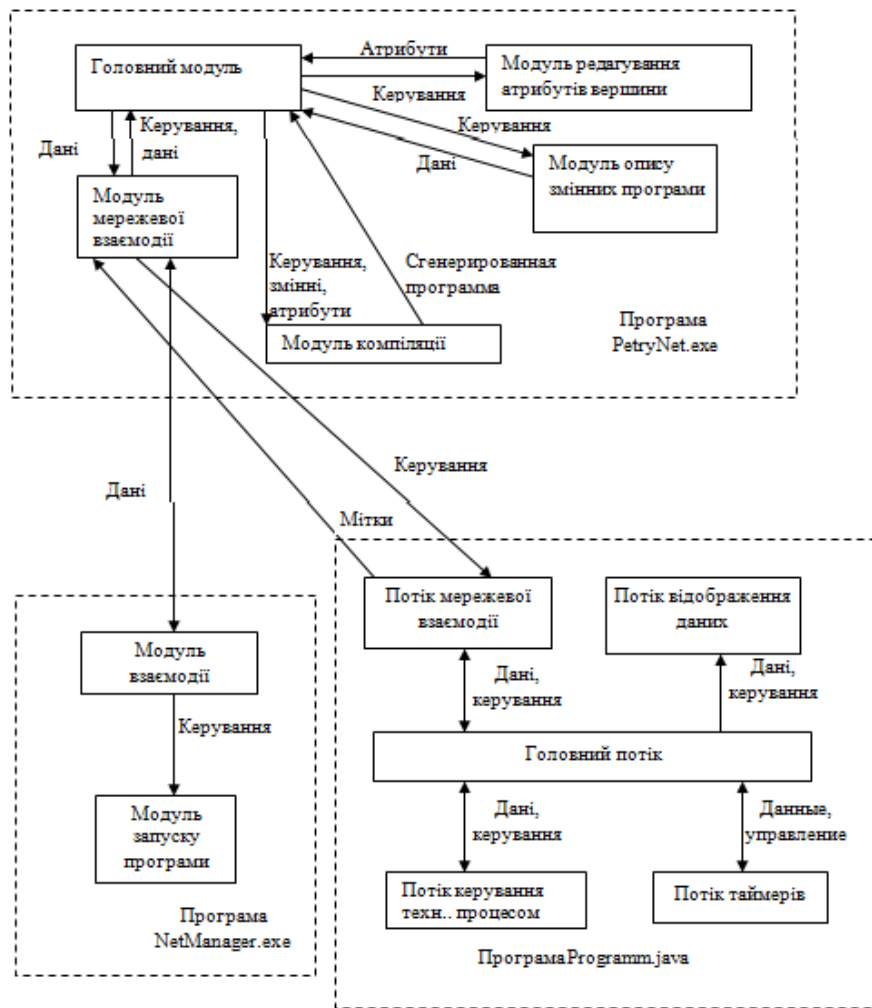 Атрибути
Головний модуль
Модуль редагування
атрибутів вершини
Керування
Керування
Керування,
дані
Дані
Дані
Модуль опису
змінних програми
Модуль
мережевої
взаємодії
Керування,
змінні,
атрибути
Сгенерированная
программа
Модуль компіляції
Програма
PetryNet.exe
Керування
Дані
Мітки
Потік мережевої
взаємодії
Потік відображення
даних
Модуль
взаємодії
Дані,
керування
Дані,
керування
Керування
Головний потік
Модуль
запуску
програми
Дані,
керування
Данные,
управление
Потік керування
техн.. процесом
Потік таймерів
Програма
NetManager.exe
ПрограмаProgramm.java